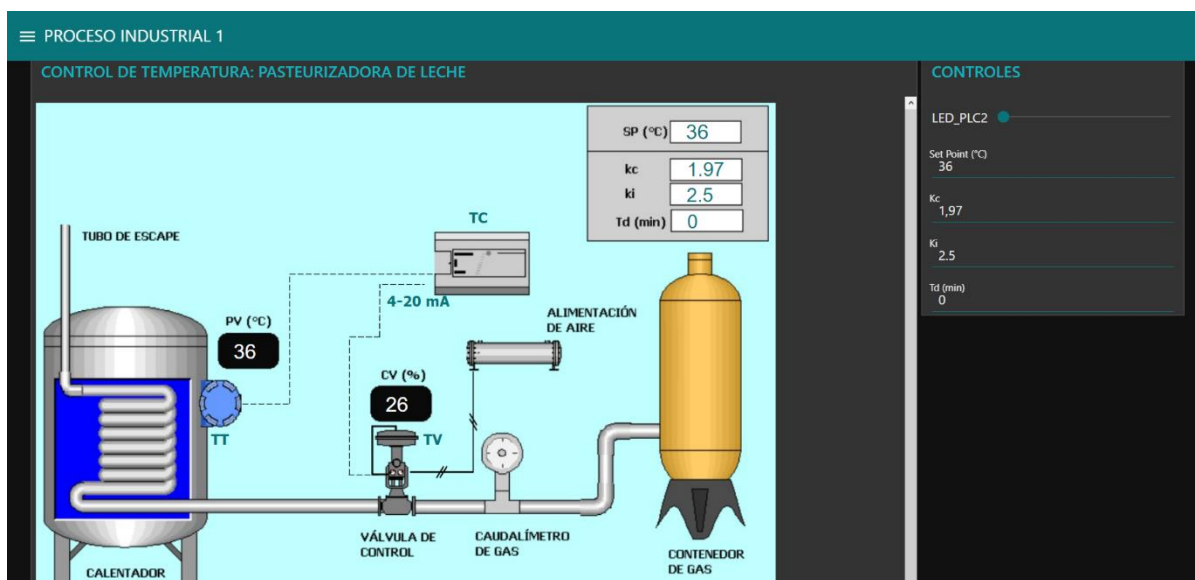 PROCESO INDUSTRIAL 1
CONTROL DE TEMPERATURA: PASTEURIZADORA DE LECHE
SP (°C) 36
kc 1.97
ki 2.5
Td (min) 0
TC
TUBO DE ESCAPE
4-20 mA
ALIMENTACIÓN
DE AIRE
PV (°C)
36
CV (%)
26
TT
TV
VÁLVULA DE
CONTROL
CAUDALÍMETRO
DE GAS
CONTENEDOR
DE GAS
CALENTADOR
CONTROLES
LED_PLC2
Set Point (°C)
36
Kc
1,97
Ki
2.5
Td (min)
0